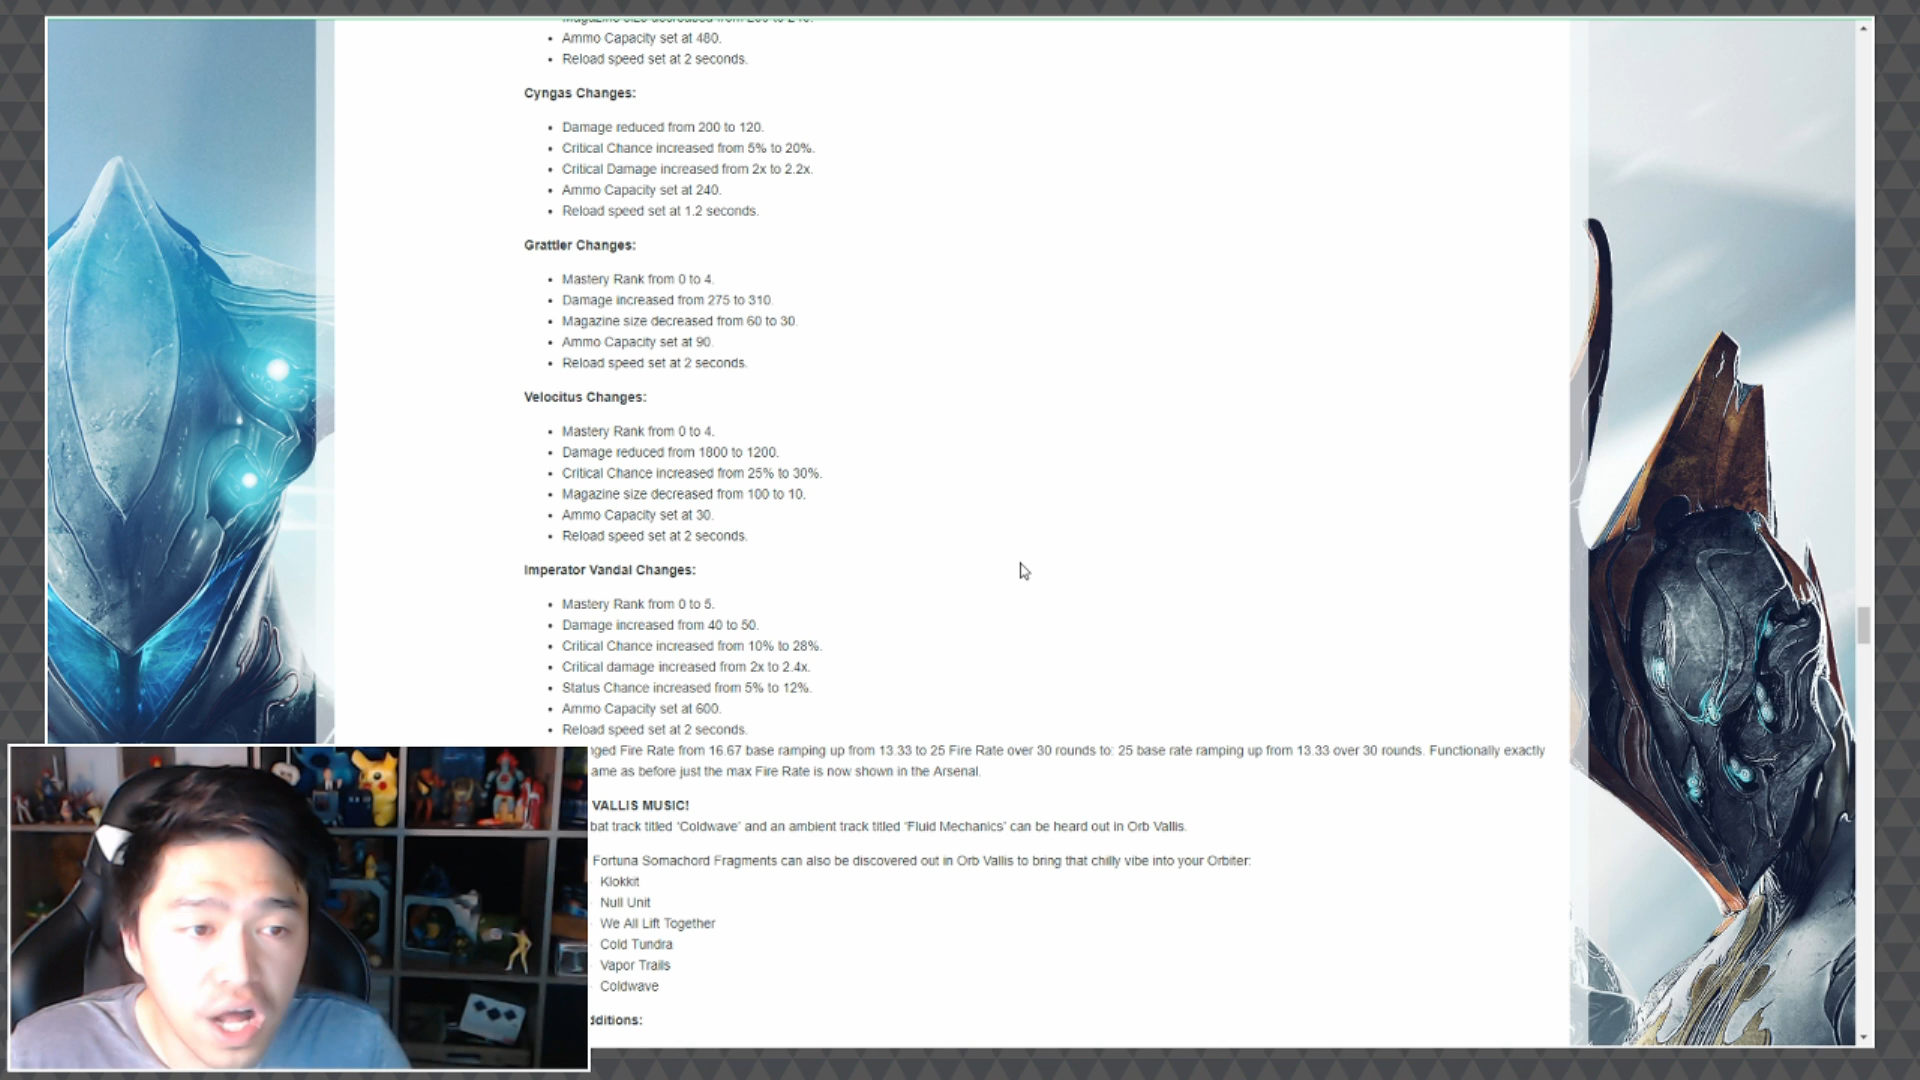 Ammo Capacity set at 480.
Reload speed set at 2 seconds.
Cyngas Changes:
Damage reduced from 200 to 120.
Critical Chance increased from 5% to 20%.
Critical Damage increased from 2x to 2.2x.
Ammo Capacity set at 240.
Reload speed set at 1.2 seconds.
Grattler Changes:
Mastery Rank from 0 to 4.
Damage increased from 275 to 310.
Magazine size decreased from 60 to 30.
Ammo Capacity set at 90.
Reload speed set at 2 seconds.
Velocitus Changes:
Mastery Rank from 0 to 4.
Damage reduced from 1800 to 1200.
Critical Chance increased from 25% to 30%.
Magazine size decreased from 100 to 10.
Ammo Capacity set at 30.
Reload speed set at 2 seconds.
Imperator Vandal Changes:
Mastery Rank from 0 to 5.
Damage increased from 40 to 50.
Critical Chance increased from 10% to 28%.
Critical damage increased from 2x to 2.4x.
Status Chance increased from 5% to 12%.
Ammo Capacity set at 600.
Reload speed set at 2 seconds.
nged Fire Rate from 16.67 base ramping up from 13.33 to 25 Fire Rate over 30 rounds to: 25 base rate ramping up from 13.33 over 30 rounds. Functionally exactly
ame as before just the max Fire Rate is now shown in the Arsenal.
VALLIS MUSIC!
bat track titled 'Coldwave' and an ambient track titled 'Fluid Mechanics' can be heard out in Orb Vallis.
Fortuna Somachord Fragments can also be discovered out in Orb Vallis to bring that chilly vibe into your Orbiter:
Klokkit
Null Unit
We All Lift Together
Cold Tundra
Vapor Trails
Coldwave
dditions: